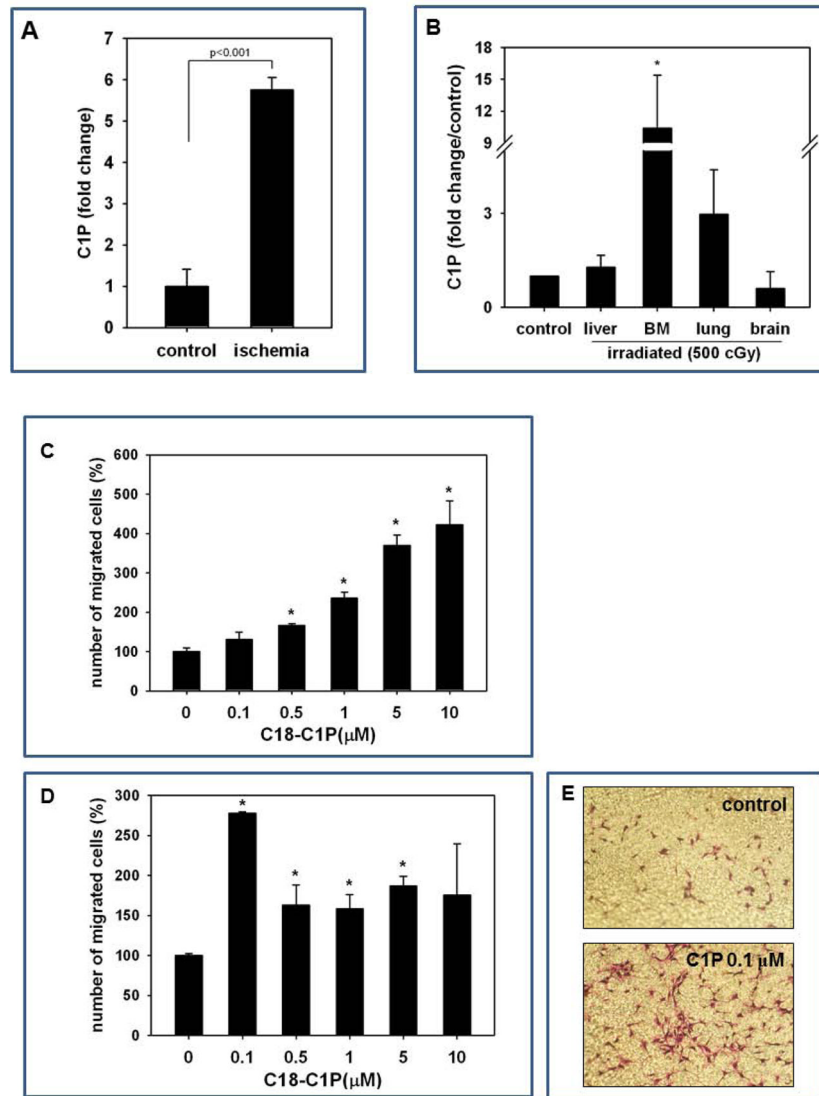 A
C1P (fold change)
7
6
5
4
3
2
1
0
p<0.001
control ischemia
B
C1P (fold change/control)
18
15
12
9
3
0
*
control liver BM lung brain
irradiated (500 cGy)
C
number of migrated cells (%)
600
500
400
300
200
100
0
* * * *
0 0.1 0.5 1 5 10
C18-C1P(μM)
D
number of migrated cells (%)
300
250
200
150
100
50
0
* * * *
0 0.1 0.5 1 5 10
C18-C1P(μM)
E
control
C1P 0.1 μM